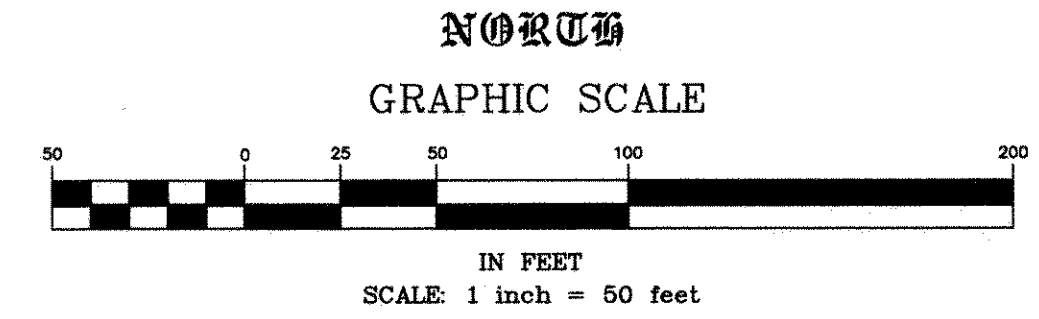 NORTH
GRAPHIC SCALE
50 0 25 50 100 200
IN FEET
SCALE: 1 inch = 50 feet